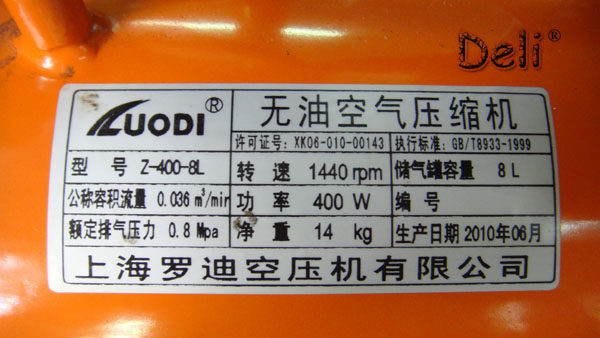 Deli®
LUODI®
无油空气压缩机
许可证号: XK06-010-00143 执行标准: GB/T8933-1999
型 号 Z-400-8L 转 速 1440 rpm 储气罐容量 8 L
公称容积流量 0.036 m³/min 功 率 400 W 编 号
额定排气压力 0.8 Mpa 净 重 14 kg 生产日期 2010年06月
上海罗迪空压机有限公司